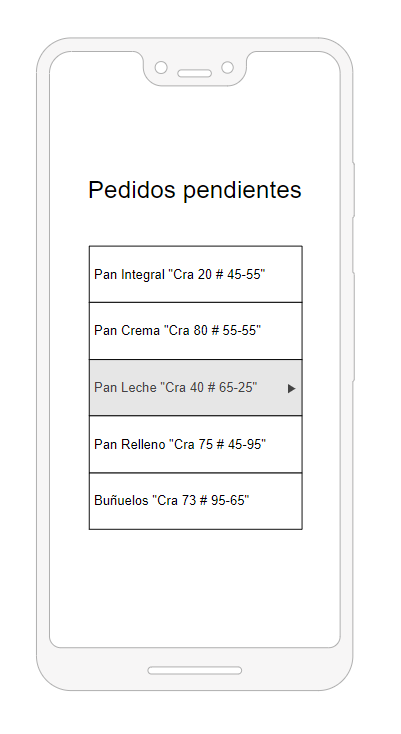 Pedidos pendientes
Pan Integral "Cra 20 # 45-55"
Pan Crema "Cra 80 # 55-55"
Pan Leche "Cra 40 # 65-25"
Pan Relleno "Cra 75 # 45-95"
Buñuelos "Cra 73 # 95-65"